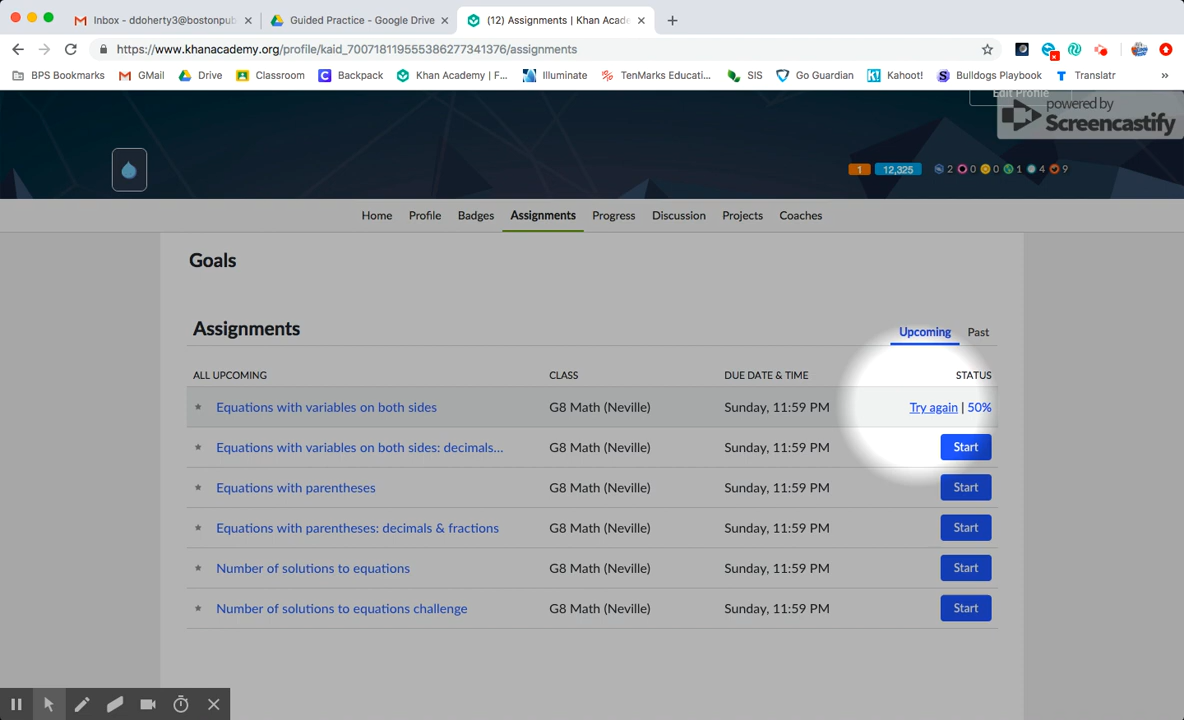 Inbox - ddoherty3@bostonpub
Guided Practice - Google Drive
(12) Assignments | Khan Acade
https://www.khanacademy.org/profile/kaid_700718119555386277341376/assignments
BPS Bookmarks GMail Drive Classroom Backpack Khan Academy | F... Illuminate TenMarks Educati... SIS Go Guardian Kahoot! Bulldogs Playbook Translatr »
Edit Profile
powered by
Screencastify
1 12,325 2 0 0 1 4 9
Home Profile Badges Assignments Progress Discussion Projects Coaches
Goals
Assignments Upcoming Past
ALL UPCOMING CLASS DUE DATE & TIME STATUS
Equations with variables on both sides G8 Math (Neville) Sunday, 11:59 PM Try again | 50%
Equations with variables on both sides: decimals... G8 Math (Neville) Sunday, 11:59 PM Start
Equations with parentheses G8 Math (Neville) Sunday, 11:59 PM Start
Equations with parentheses: decimals & fractions G8 Math (Neville) Sunday, 11:59 PM Start
Number of solutions to equations G8 Math (Neville) Sunday, 11:59 PM Start
Number of solutions to equations challenge G8 Math (Neville) Sunday, 11:59 PM Start